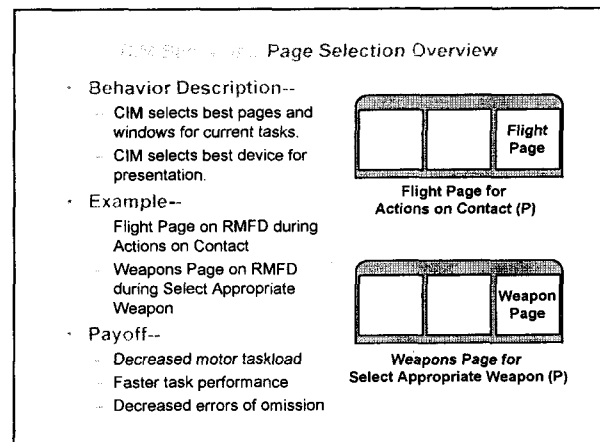 Page Selection Overview
Behavior Description--
CIM selects best pages and
windows for current tasks.
CIM selects best device for
presentation.
Example--
Flight Page on RMFD during
Actions on Contact
Weapons Page on RMFD
during Select Appropriate
Weapon
Payoff--
Decreased motor taskload
Faster task performance
Decreased errors of omission
Flight
Page
Flight Page for
Actions on Contact (P)
Weapon
Page
Weapons Page for
Select Appropriate Weapon (P)